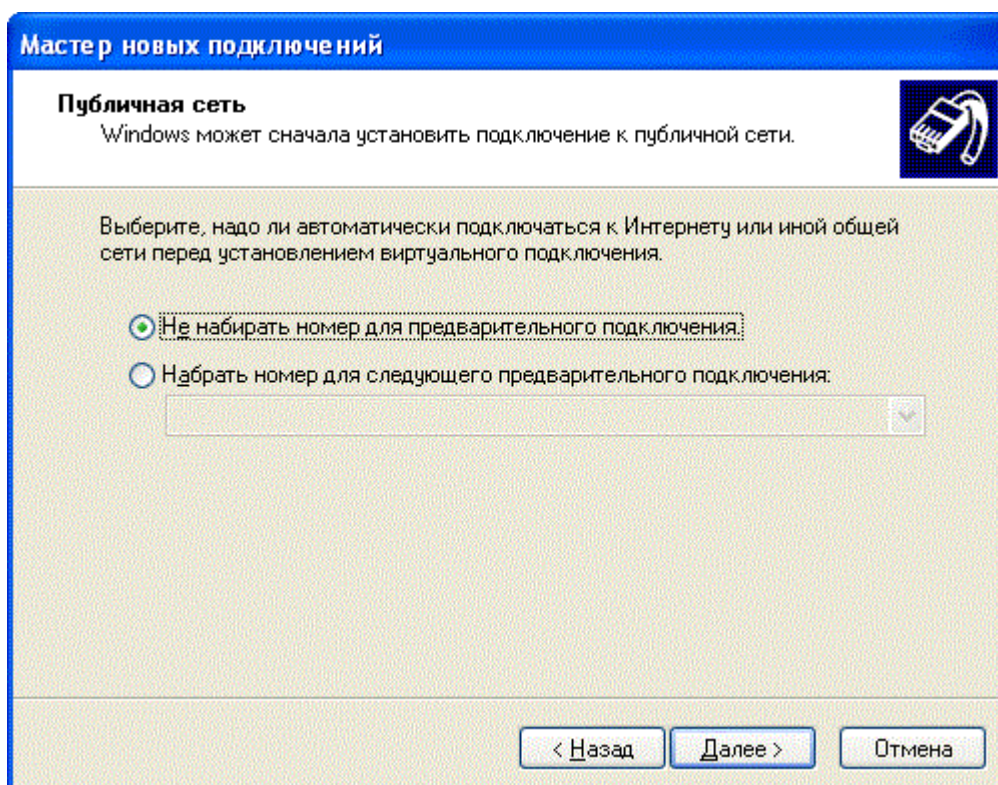 Мастер новых подключений
Публичная сеть
Windows может сначала установить подключение к публичной сети.
Выберите, надо ли автоматически подключаться к Интернету или иной общей
сети перед установлением виртуального подключения.
Не набирать номер для предварительного подключения.
Набрать номер для следующего предварительного подключения:
< Назад Далее > Отмена